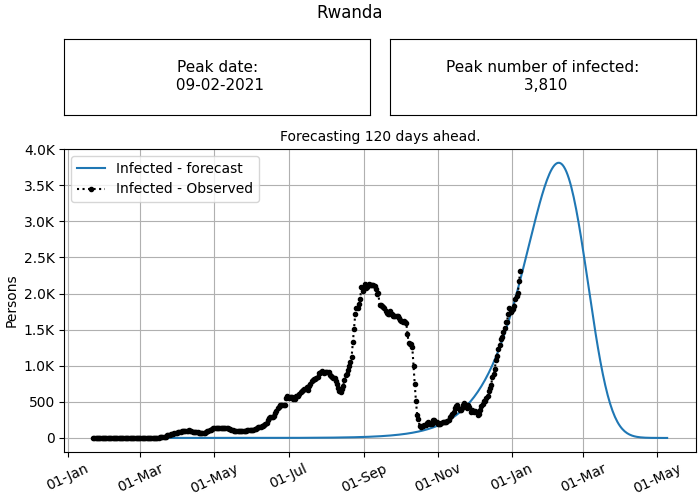 Rwanda
Peak date:
09-02-2021
Peak number of infected:
3,810
Forecasting 120 days ahead.
Infected - forecast
Infected - Observed
Persons
4.0K
3.5K
3.0K
2.5K
2.0K
1.5K
1.0K
500
0
01-Jan
01-Mar
01-May
01-Jul
01-Sep
01-Nov
01-Jan
01-Mar
01-May